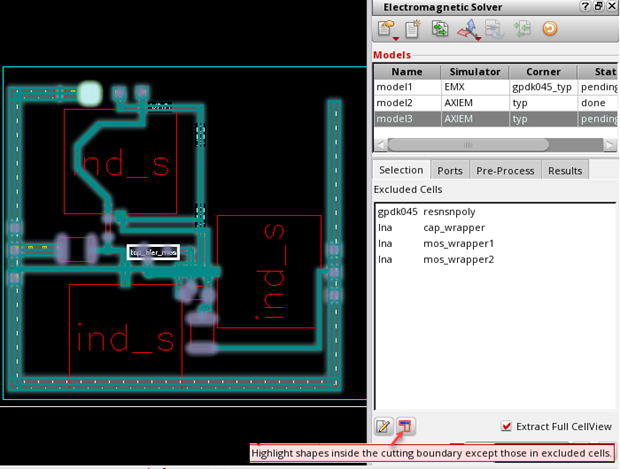 Electromagnetic Solver
Models
Name Simulator Corner Stat
model1 EMX gpdk045_typ pending
model2 AXIEM typ done
model3 AXIEM typ pending
Selection Ports Pre-Process Results
Excluded Cells
gpdk045 resnsnpoly
lna cap_wrapper
lna mos_wrapper1
lna mos_wrapper2
Extract Full CellView
Highlight shapes inside the cutting boundary except those in excluded cells.
ind_s
ind_s
ind_s